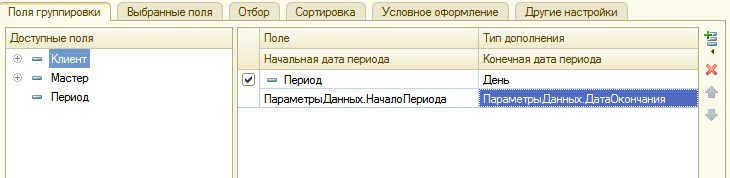 Поля группировки Выбранные поля Отбор Сортировка Условное оформление Другие настройки
Доступные поля
Клиент
Мастер
Период
Поле Тип дополнения
Начальная дата периода Конечная дата периода
Период День
ПараметрыДанных.НачалоПериода ПараметрыДанных.ДатаОкончания